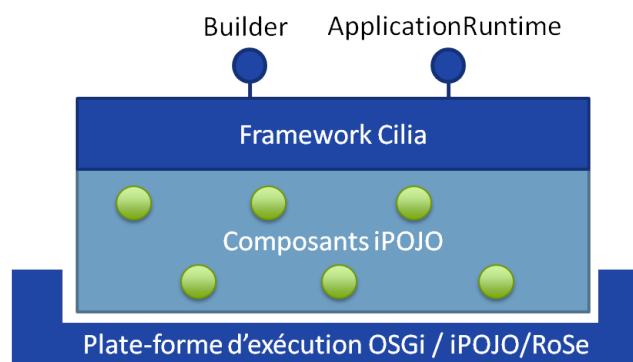 Builder
ApplicationRuntime
Framework Cilia
Composants iPOJO
Plate-forme d'exécution OSGi / iPOJO/RoSe